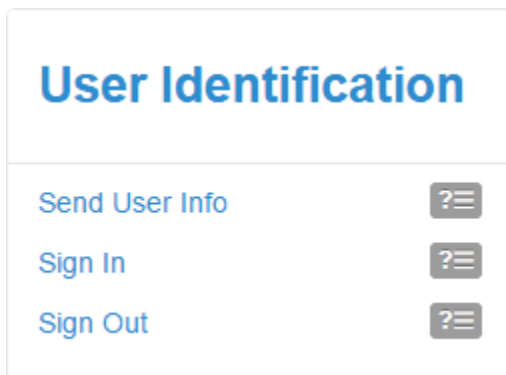 User Identification
Send User Info ?☰
Sign In ?☰
Sign Out ?☰